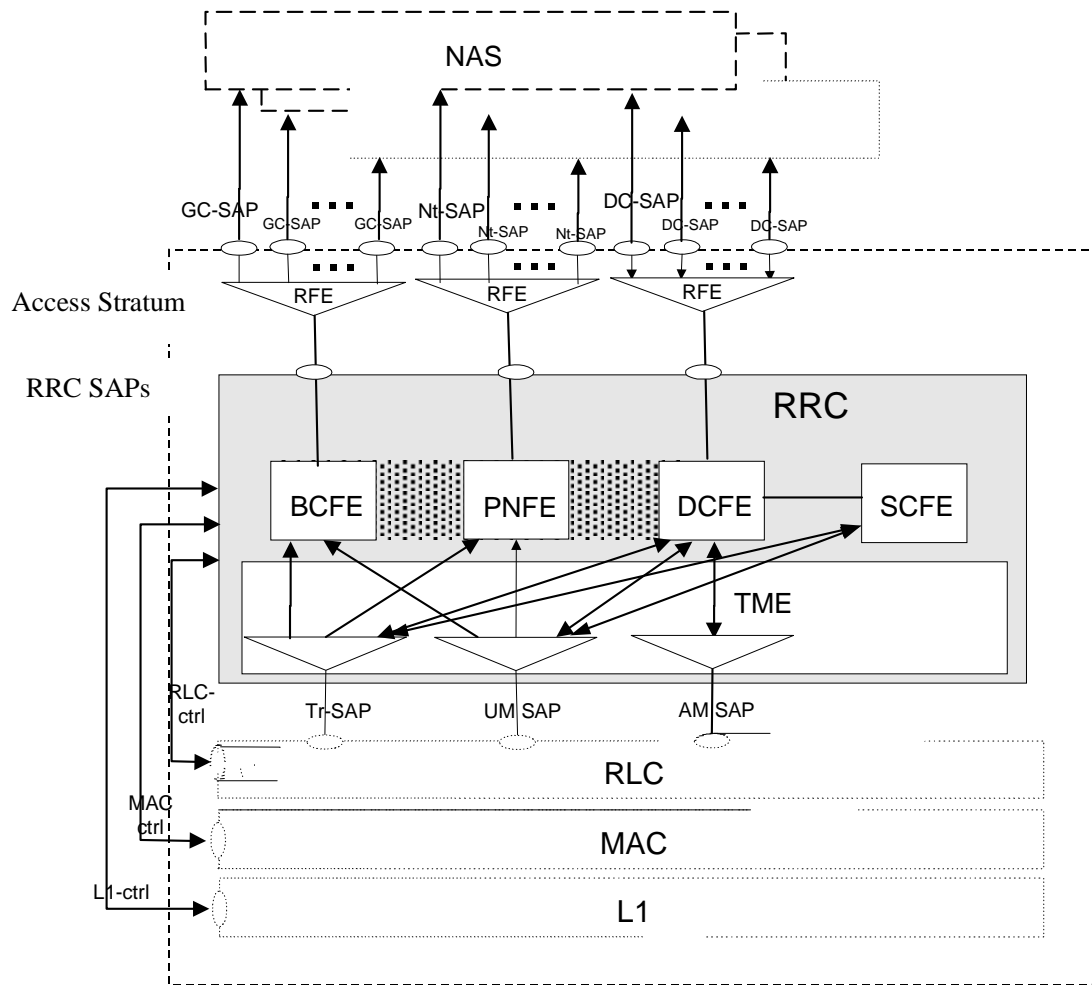 NAS
GC-SAP
GC-SAP
GC-SAP
Nt-SAP
Nt-SAP
Nt-SAP
DC-SAP
DC-SAP
DC-SAP
RFE
RFE
RFE
Access Stratum
RRC SAPs
RRC
BCFE
PNFE
DCFE
SCFE
TME
RLC-
ctrl
Tr-SAP
UM SAP
AM SAP
RLC
MAC
ctrl
MAC
L1-ctrl
L1